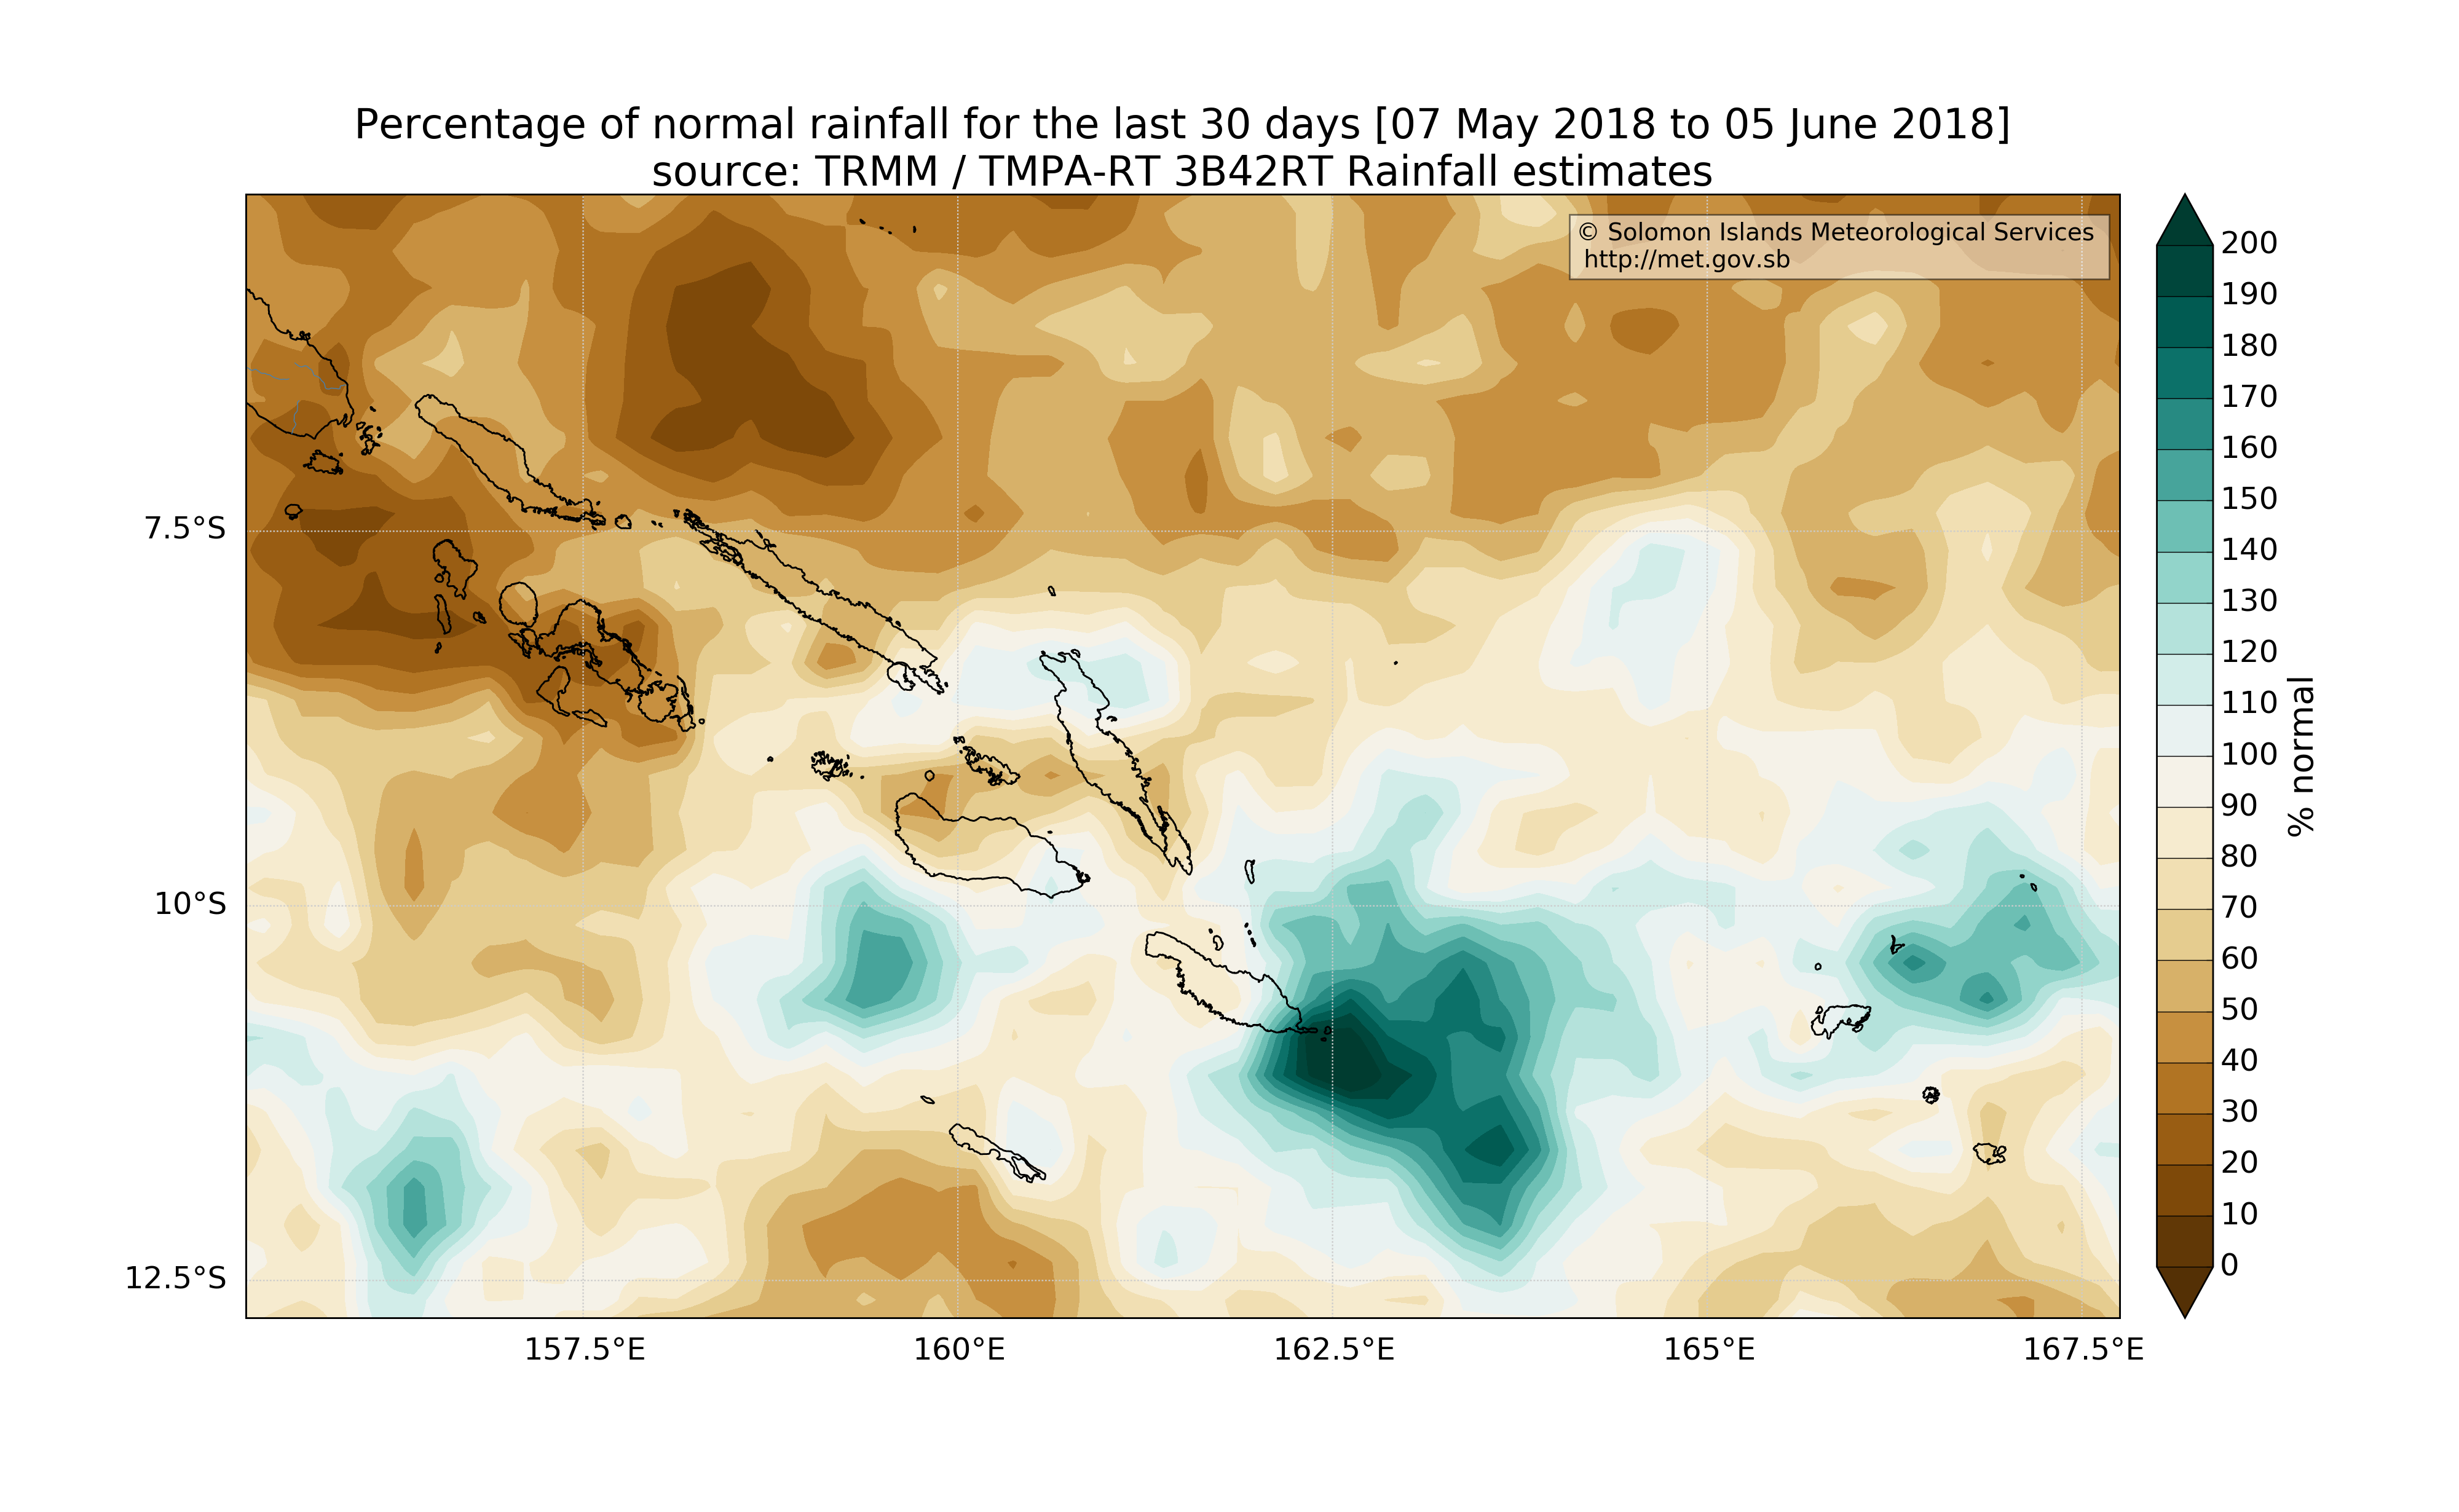 Percentage of normal rainfall for the last 30 days [07 May 2018 to 05 June 2018]
source: TRMM / TMPA-RT 3B42RT Rainfall estimates
© Solomon Islands Meteorological Services
http://met.gov.sb
7.5°S
10°S
12.5°S
157.5°E
160°E
162.5°E
165°E
167.5°E
200
190
180
170
160
150
140
130
120
110
100
90
80
70
60
50
40
30
20
10
0
% normal